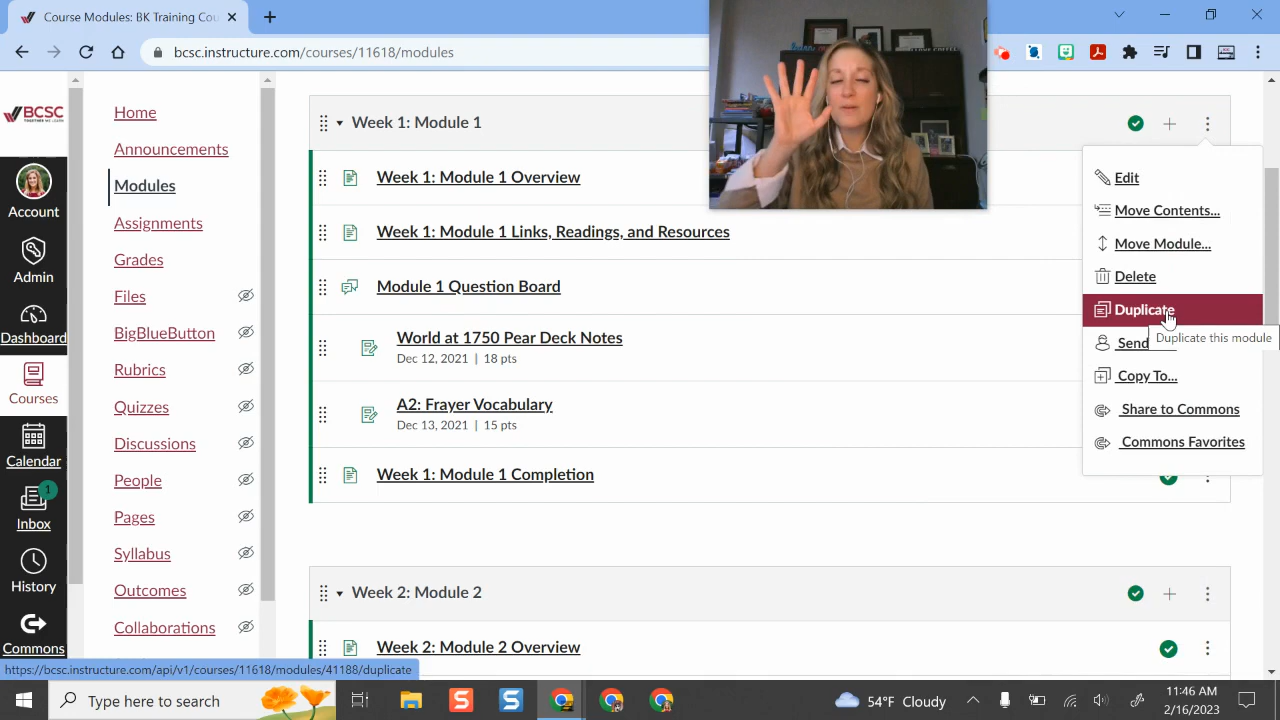 Course Modules: BK Training Cou
bcsc.instructure.com/courses/11618/modules
BCSC
Account
Admin
Dashboard
Courses
Calendar
1
Inbox
History
Commons
Home
Announcements
Modules
Assignments
Grades
Files
BigBlueButton
Rubrics
Quizzes
Discussions
People
Pages
Syllabus
Outcomes
Collaborations
Week 1: Module 1
Week 1: Module 1 Overview
Week 1: Module 1 Links, Readings, and Resources
Module 1 Question Board
World at 1750 Pear Deck Notes
Dec 12, 2021 | 18 pts
A2: Frayer Vocabulary
Dec 13, 2021 | 15 pts
Week 1: Module 1 Completion
Week 2: Module 2
Week 2: Module 2 Overview
Edit
Move Contents...
Move Module...
Delete
Duplicate
Duplicate this module
Send
Copy To...
Share to Commons
Commons Favorites
https://bcsc.instructure.com/api/v1/courses/11618/modules/41188/duplicate
Type here to search
54°F Cloudy
11:46 AM
2/16/2023